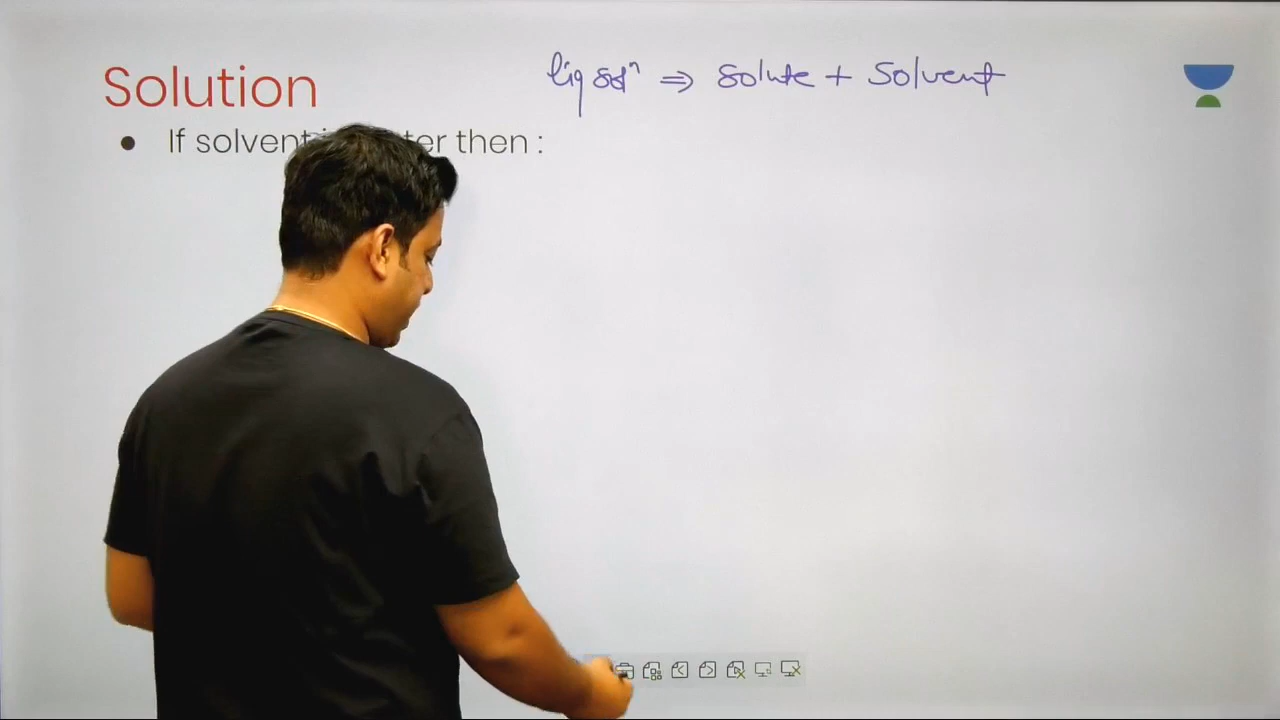 Solution
liq solⁿ ⇒ solute + Solvent
If solvent ter then :